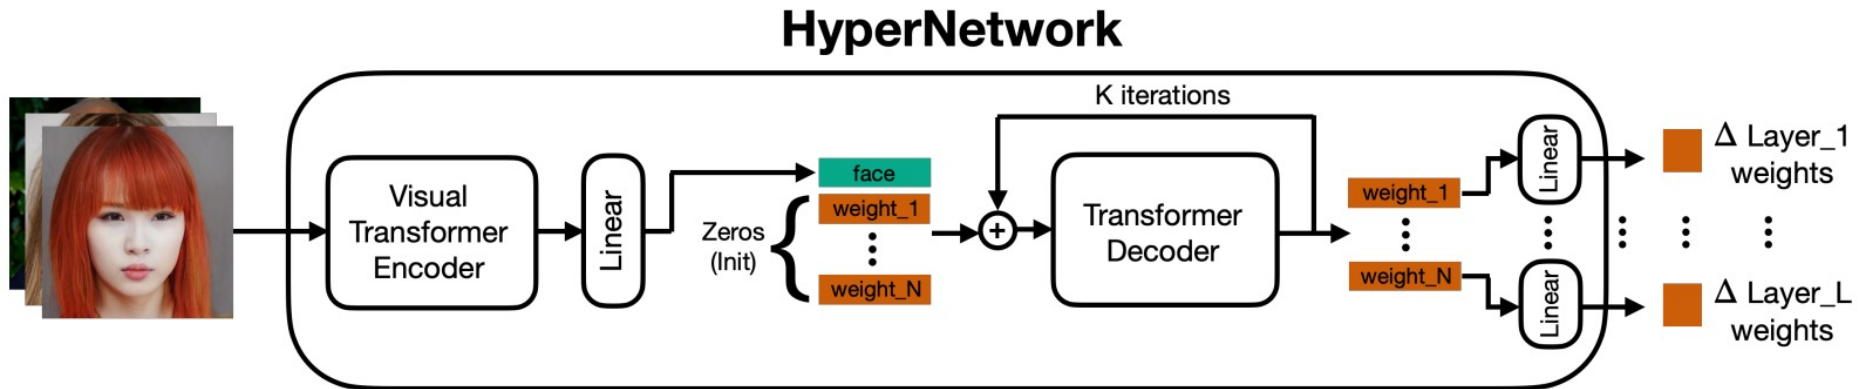 HyperNetwork
K iterations
Visual
Transformer
Encoder
Linear
Zeros
(Init)
face
weight_1
weight_N
+
Transformer
Decoder
weight_1
weight_N
Linear
Linear
Δ Layer_1
weights
Δ Layer_L
weights